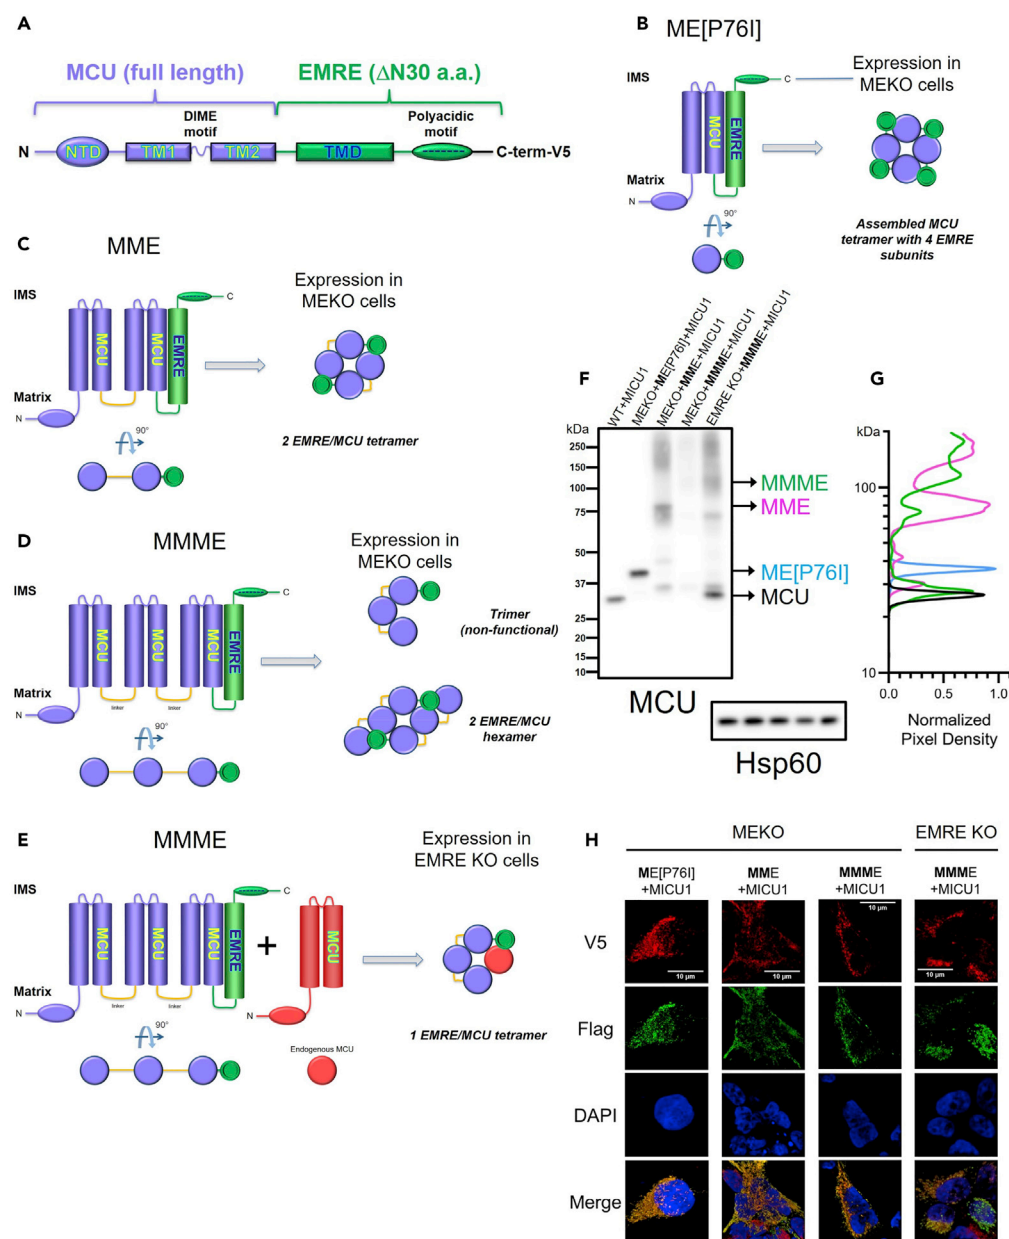 A
MCU (full length)
EMRE (ΔN30 a.a.)
DIME
motif
Polyacidic
motif
N
NTD
TM1
TM2
TMD
C-term-V5
B
ME[P76I]
IMS
C
Expression in
MEKO cells
MCU
EMRE
Matrix
N
90°
Assembled MCU
tetramer with 4 EMRE
subunits
C
MME
IMS
C
Expression in
MEKO cells
MCU
MCU
EMRE
Matrix
N
90°
2 EMRE/MCU tetramer
D
MMME
Expression in
MEKO cells
IMS
C
MCU
MCU
MCU
EMRE
Trimer
(non-functional)
Matrix
N
linker
linker
90°
2 EMRE/MCU
hexamer
E
MMME
Expression in
EMRE KO cells
IMS
C
MCU
MCU
MCU
EMRE
+
MCU
Matrix
N
linker
linker
N
90°
Endogenous MCU
1 EMRE/MCU tetramer
F
WT+MICU1
MEKO+ME[P76I]+MICU1
MEKO+MME+MICU1
MEKO+MMME+MICU1
EMRE KO+MMME+MICU1
kDa
250
150
100
75
50
37
25
20
15
10
MMME
MME
ME[P76I]
MCU
MCU
Hsp60
G
kDa
100
10
0.0
0.5
1.0
Normalized
Pixel Density
H
MEKO
EMRE KO
ME[P76I]
+MICU1
MME
+MICU1
MMME
+MICU1
MMME
+MICU1
V5
10 µm
10 µm
10 µm
10 µm
Flag
DAPI
Merge